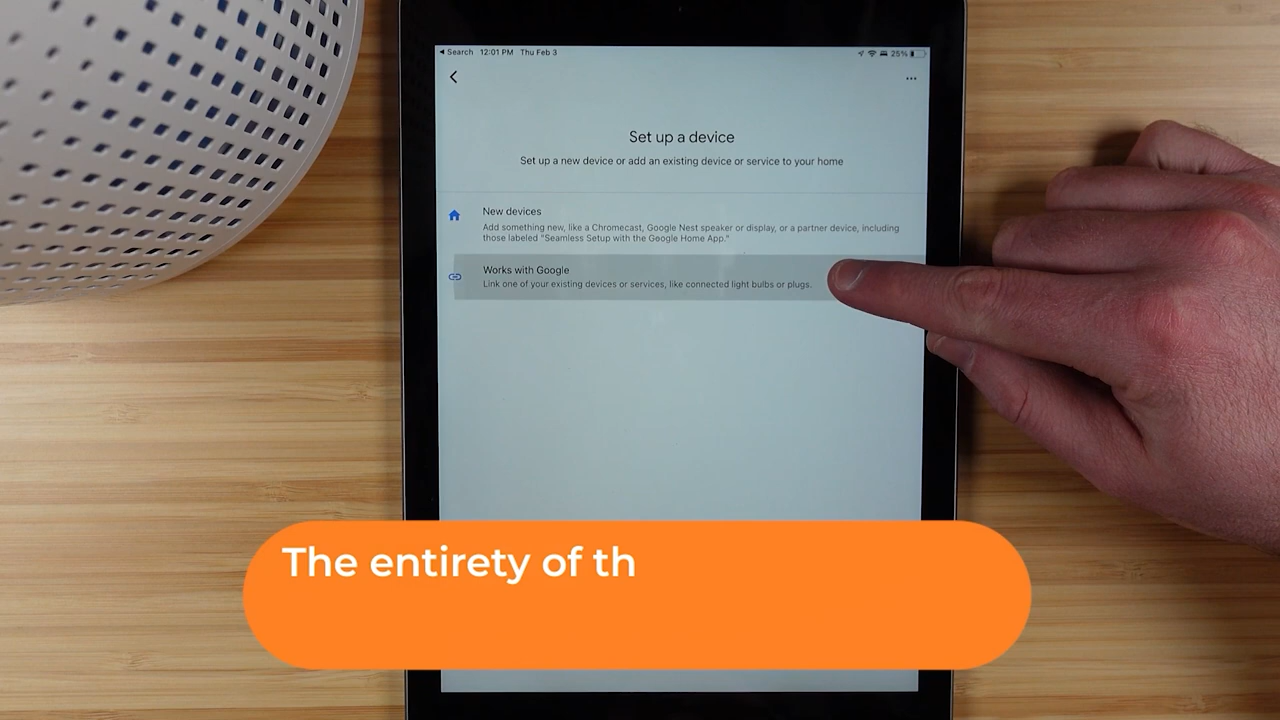 Search 12:01 PM Thu Feb 3
25%
Set up a device
Set up a new device or add an existing device or service to your home
New devices
Add something new, like a Chromecast, Google Nest speaker or display, or a partner device, including
those labeled "Seamless Setup with the Google Home App."
Works with Google
Link one of your existing devices or services, like connected light bulbs or plugs.
The entirety of th